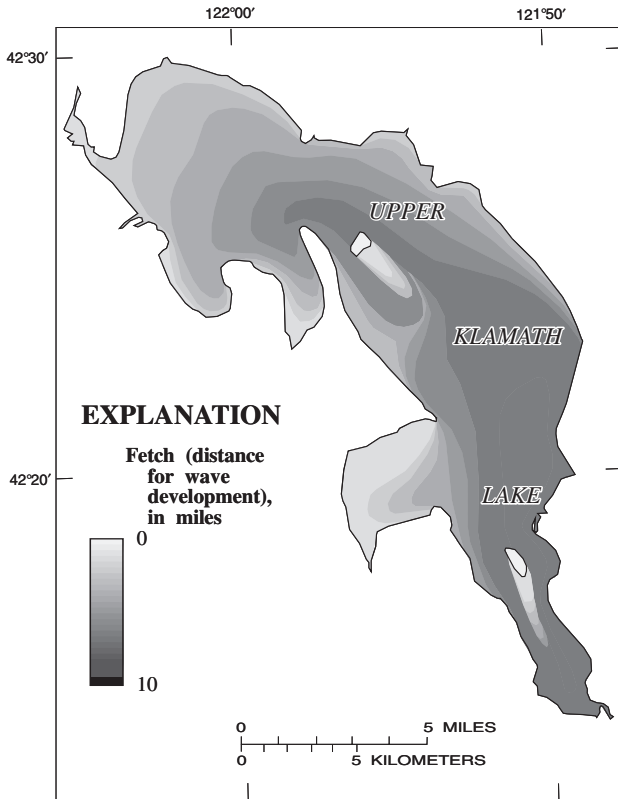 122°00′
121°50′
42°30′
UPPER
KLAMATH
EXPLANATION
Fetch (distance
for wave
development),
in miles
42°20′
LAKE
0
10
0 5 MILES
0 5 KILOMETERS